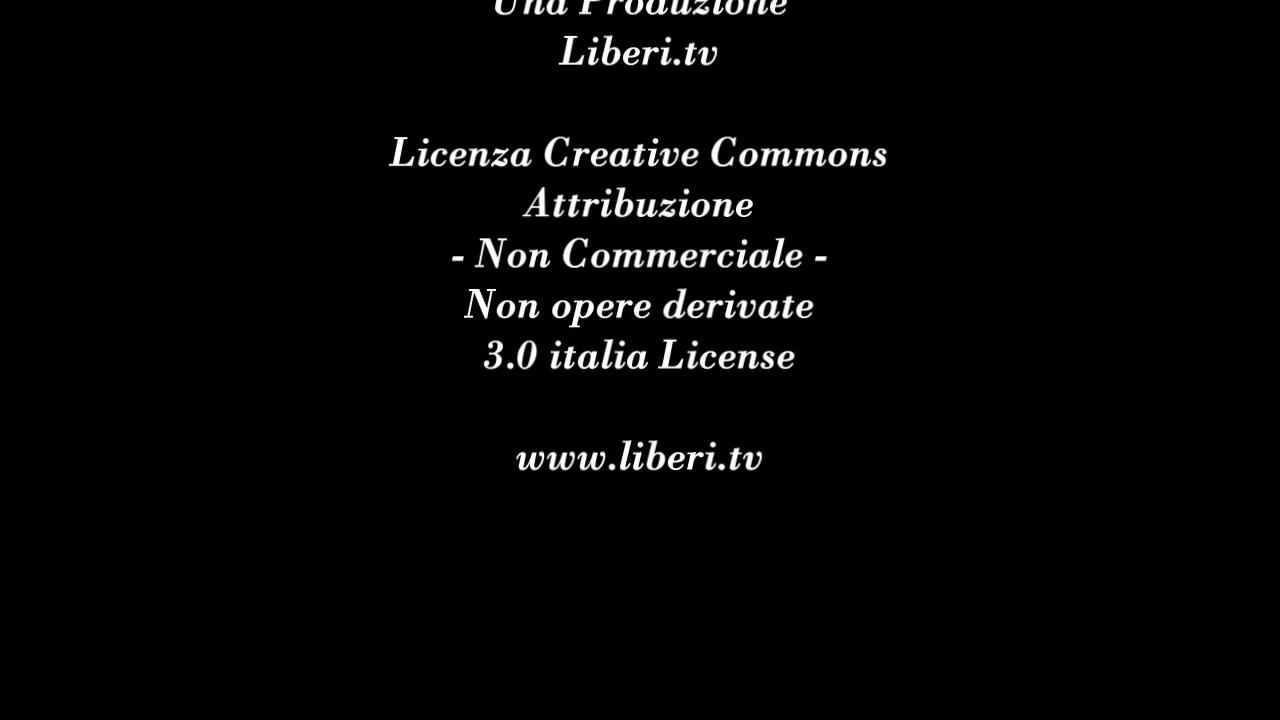 Una Produzione
Liberi.tv
Licenza Creative Commons
Attribuzione
- Non Commerciale -
Non opere derivate
3.0 italia License
www.liberi.tv